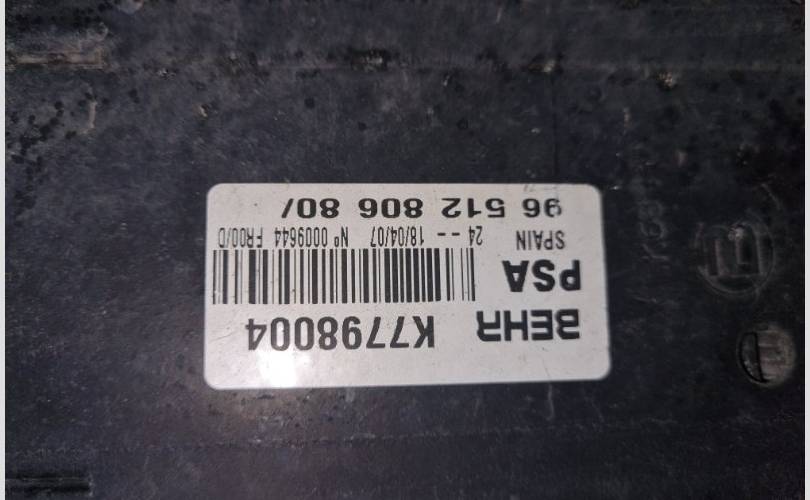 BEHR K7798004
PSA
SPAIN 24 -- 18/04/07 Nº 0009644 FR00/D
96 512 806 80/